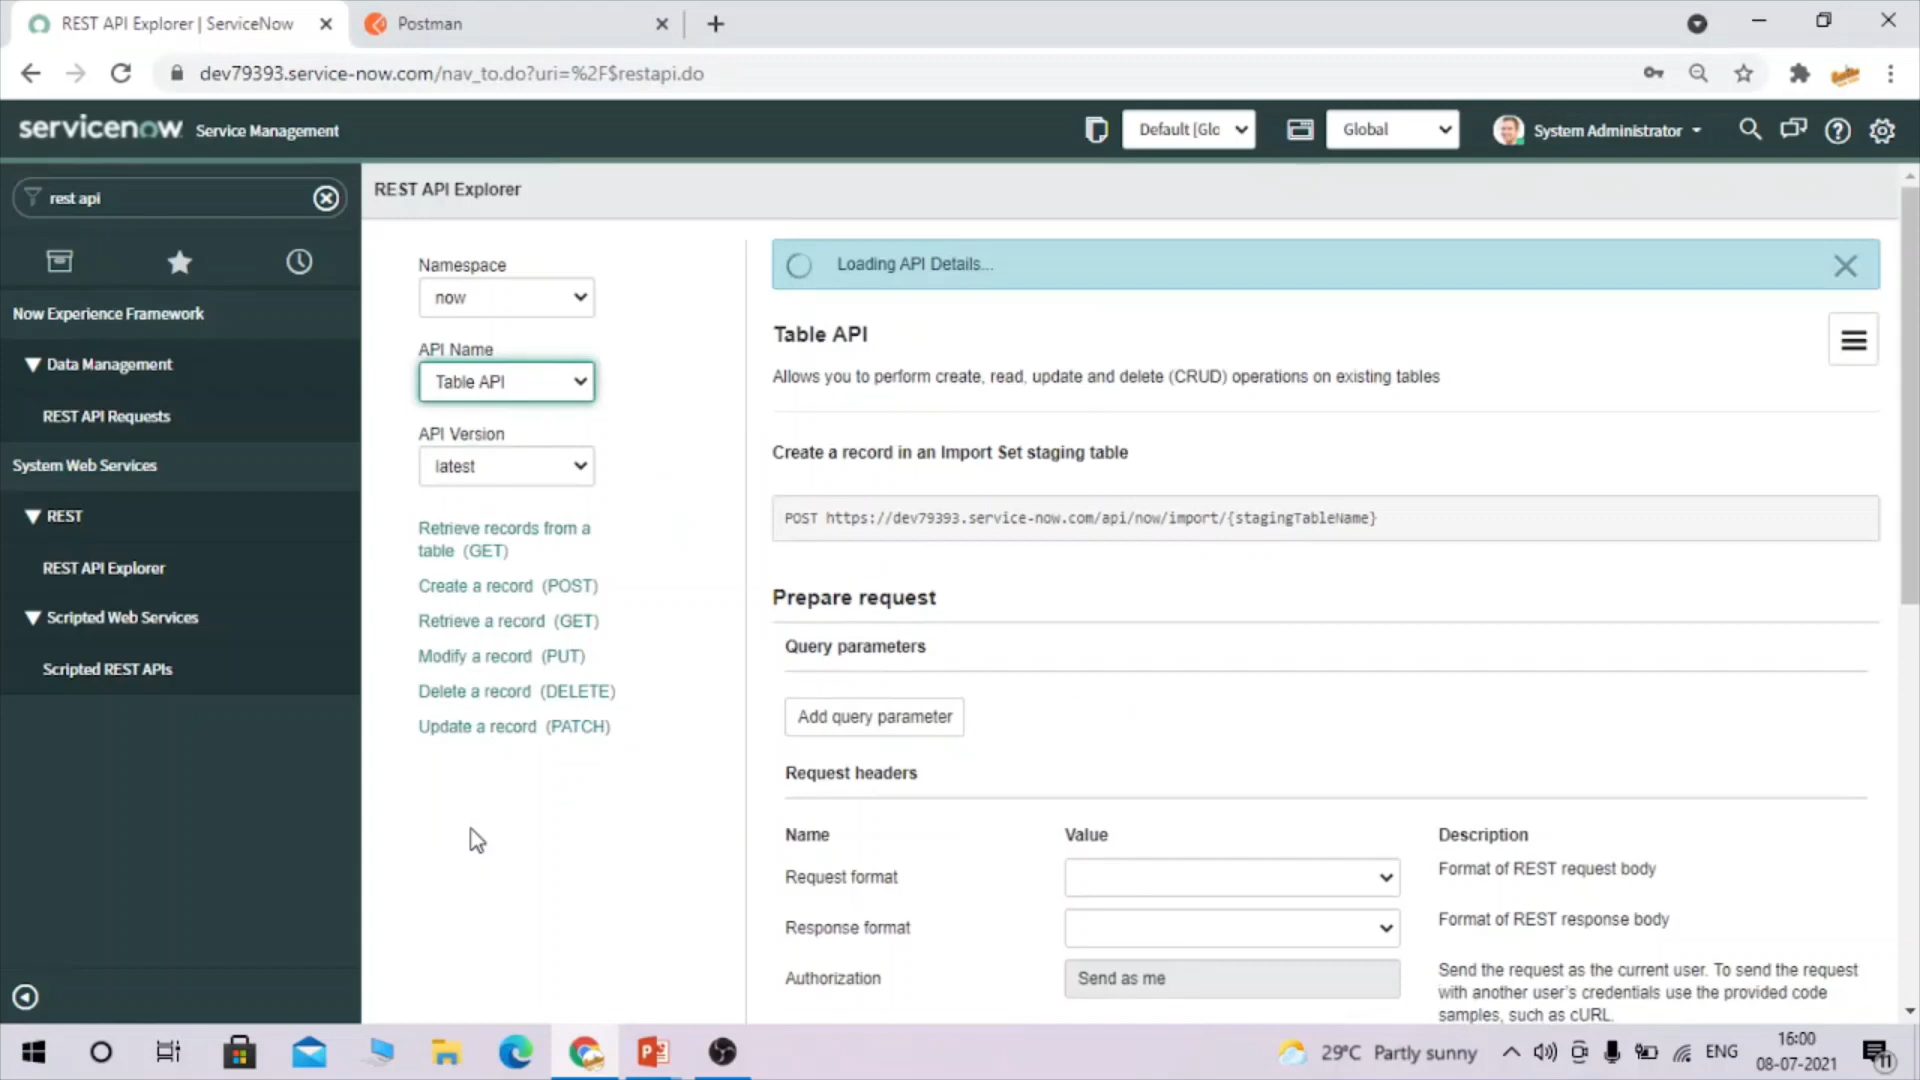 REST API Explorer | ServiceNow
Postman
dev79393.service-now.com/nav_to.do?uri=%2F$restapi.do
servicenow Service Management
Default [Glc
Global
System Administrator
rest api
Now Experience Framework
Data Management
REST API Requests
System Web Services
REST
REST API Explorer
Scripted Web Services
Scripted REST APIs
REST API Explorer
Namespace
now
API Name
Table API
API Version
latest
Retrieve records from a
table (GET)
Create a record (POST)
Retrieve a record (GET)
Modify a record (PUT)
Delete a record (DELETE)
Update a record (PATCH)
Loading API Details...
Table API
Allows you to perform create, read, update and delete (CRUD) operations on existing tables
Create a record in an Import Set staging table
POST https://dev79393.service-now.com/api/now/import/{stagingTableName}
Prepare request
Query parameters
Add query parameter
Request headers
Name Value Description
Request format Format of REST request body
Response format Format of REST response body
Authorization Send as me Send the request as the current user. To send the request
with another user's credentials use the provided code
samples, such as cURL.
29°C Partly sunny
ENG
16:00
08-07-2021
11